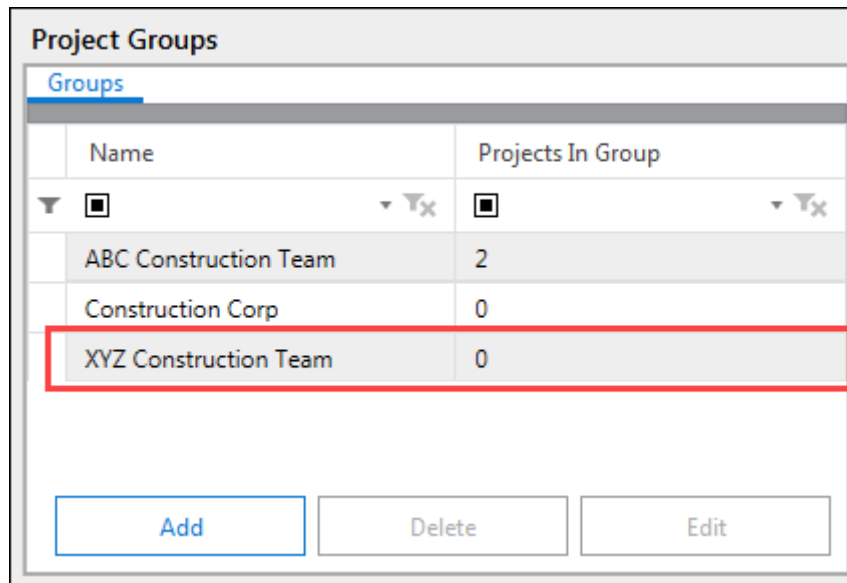 Project Groups
Groups
Name Projects In Group
ABC Construction Team 2
Construction Corp 0
XYZ Construction Team 0
Add Delete Edit